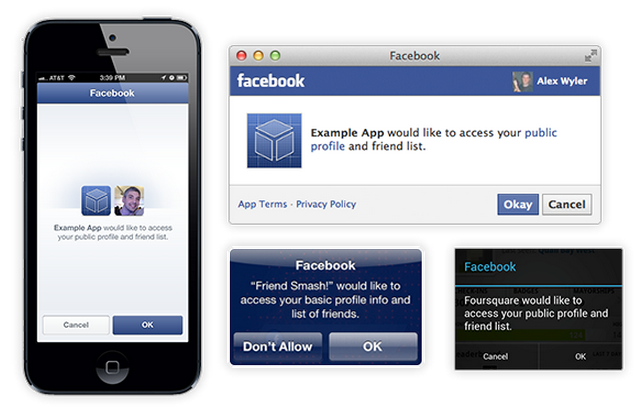 AT&T
3:39 PM
Facebook
Example App would like to access
your public profile and friend list.
Cancel
OK
Facebook
facebook
Alex Wyler
Example App would like to access your public
profile and friend list.
App Terms · Privacy Policy
Okay
Cancel
Facebook
“Friend Smash!” would like to
access your basic profile info and
list of friends.
Don't Allow
OK
Facebook
Foursquare would like to
access your public profile and
friend list.
Cancel
OK